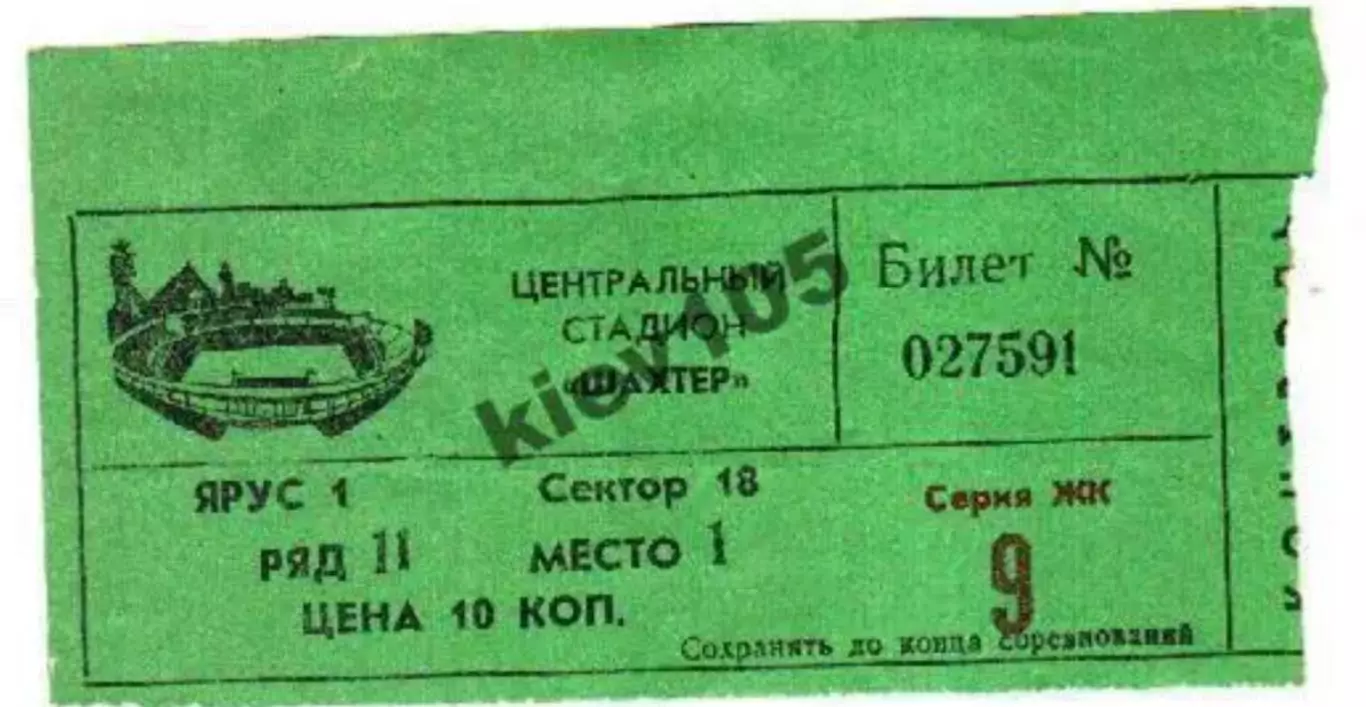 ЦЕНТРАЛЬНЫЙ
СТАДИОН
«ШАХТЕР»
Билет №
027591
kiev105
ЯРУС 1
Сектор 18
Серия ЖК
РЯД 11
МЕСТО 1
9
ЦЕНА 10 КОП.
Сохранять до конца соревнований